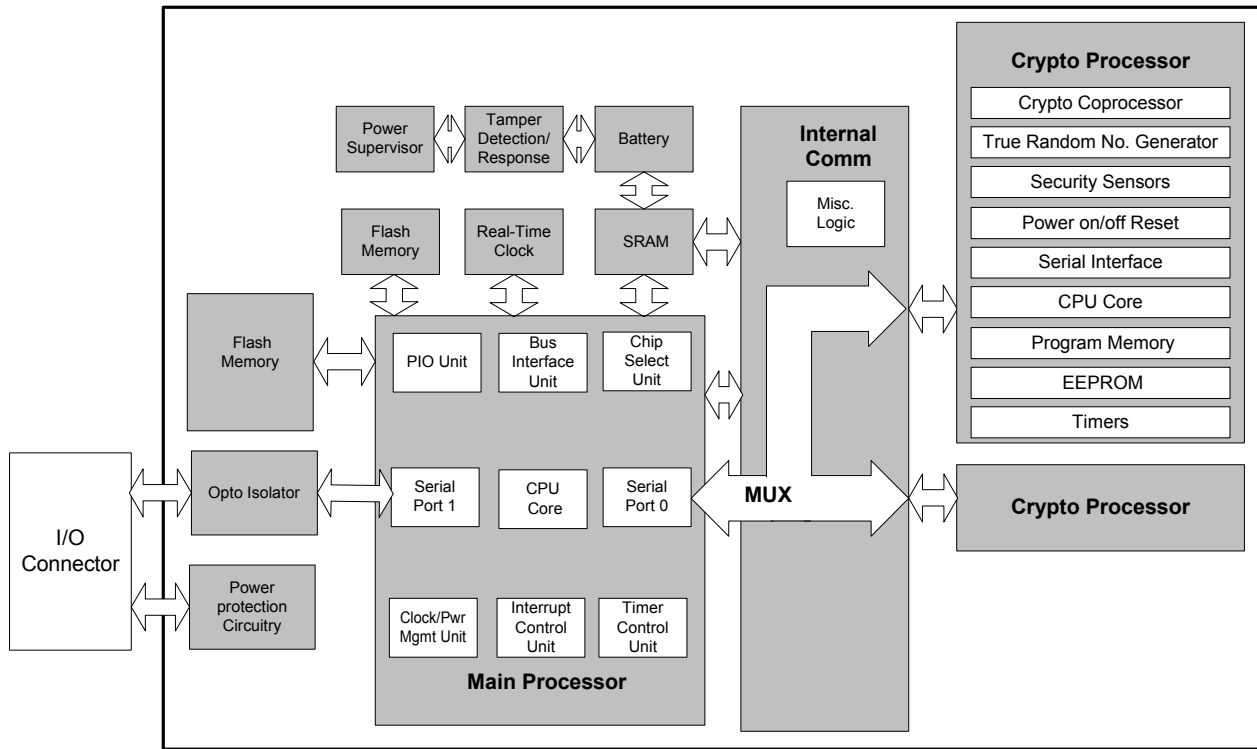 Crypto Processor
Crypto Coprocessor
True Random No. Generator
Security Sensors
Power on/off Reset
Serial Interface
CPU Core
Program Memory
EEPROM
Timers
Power
Supervisor
Tamper
Detection/
Response
Battery
Internal
Comm
Misc.
Logic
Flash
Memory
Real-Time
Clock
SRAM
Flash
Memory
PIO Unit
Bus
Interface
Unit
Chip
Select
Unit
I/O
Connector
Opto Isolator
Serial
Port 1
CPU
Core
Serial
Port 0
MUX
Crypto Processor
Power
protection
Circuitry
Clock/Pwr
Mgmt Unit
Interrupt
Control
Unit
Timer
Control
Unit
Main Processor